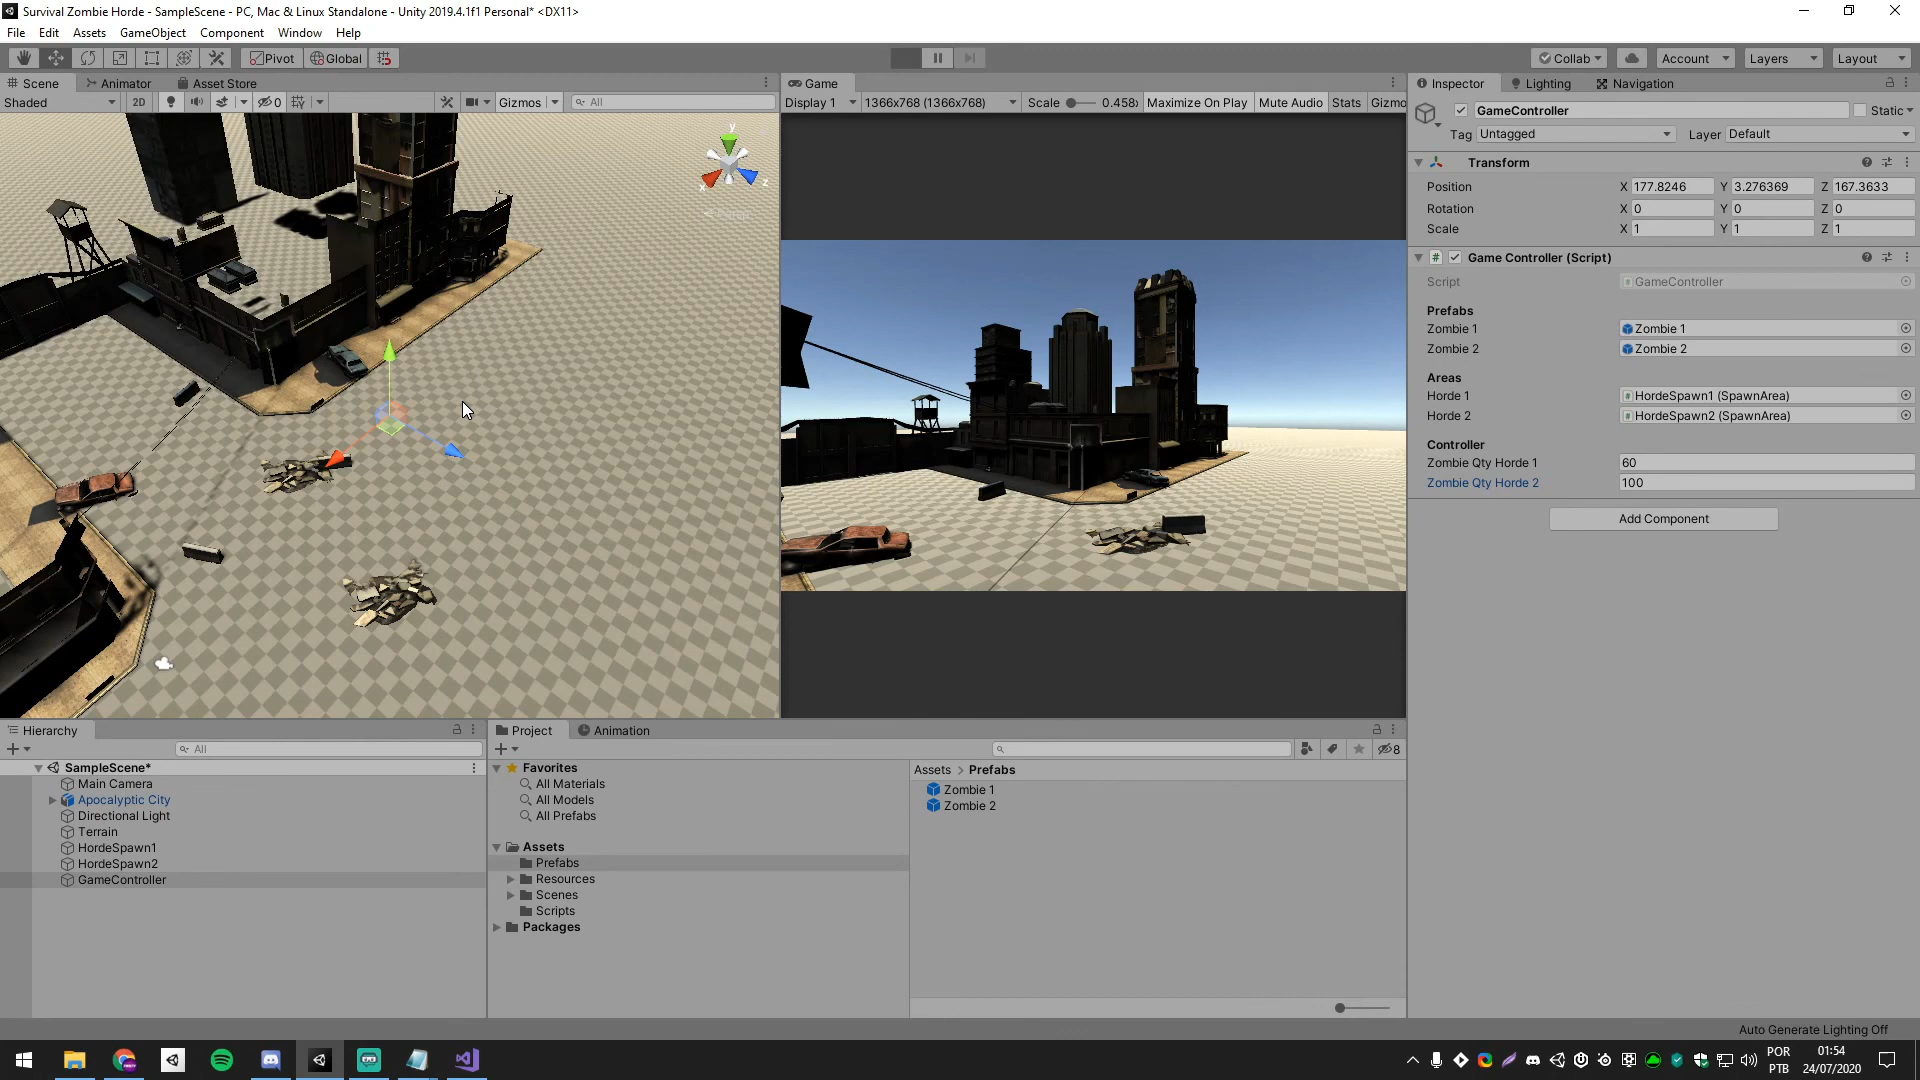 Survival Zombie Horde - SampleScene - PC, Mac & Linux Standalone - Unity 2019.4.1f1 Personal* <DX11>
File Edit Assets GameObject Component Window Help
Pivot Global Collab Account Layers Layout
Scene Animator Asset Store Game Inspector Lighting Navigation
Shaded 2D 0 Gizmos All Display 1 1366x768 (1366x768) Scale 0.458x Maximize On Play Mute Audio Stats Gizmo
GameController Static
Tag Untagged Layer Default
y
x z
Transform
Position X 177.8246 Y 3.276369 Z 167.3633
Rotation X 0 Y 0 Z 0
Scale X 1 Y 1 Z 1
Game Controller (Script)
Script GameController
Prefabs
Zombie 1 Zombie 1
Zombie 2 Zombie 2
Areas
Horde 1 HordeSpawn1 (SpawnArea)
Horde 2 HordeSpawn2 (SpawnArea)
Controller
Zombie Qty Horde 1 60
Zombie Qty Horde 2 100
Add Component
Hierarchy
All
SampleScene*
Main Camera
Apocalyptic City
Directional Light
Terrain
HordeSpawn1
HordeSpawn2
GameController
Project Animation
8
Favorites
All Materials
All Models
All Prefabs
Assets
Prefabs
Resources
Scenes
Scripts
Packages
Assets > Prefabs
Zombie 1
Zombie 2
Auto Generate Lighting Off
POR
PTB
01:54
24/07/2020